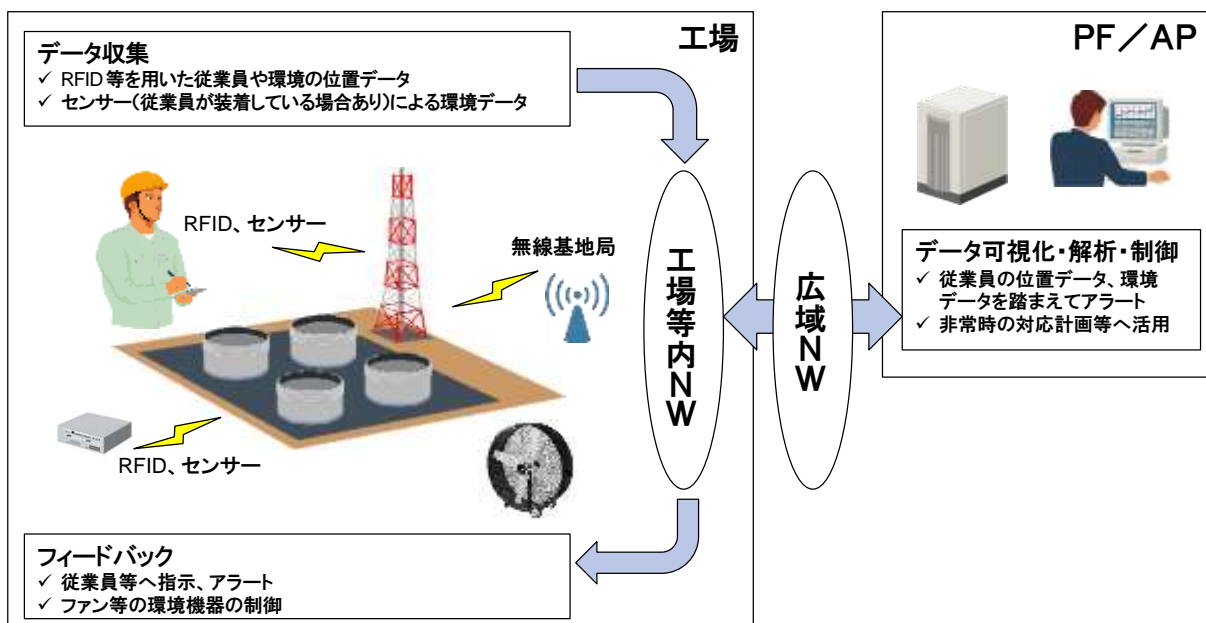 工場
データ収集
✓ RFID等を用いた従業員や環境の位置データ
✓ センサー(従業員が装着している場合あり)による環境データ
RFID、センサー
無線基地局
RFID、センサー
工場等内NW
広域NW
フィードバック
✓ 従業員等へ指示、アラート
✓ ファン等の環境機器の制御
PF/AP
データ可視化・解析・制御
✓ 従業員の位置データ、環境
データを踏まえてアラート
✓ 非常時の対応計画等へ活用